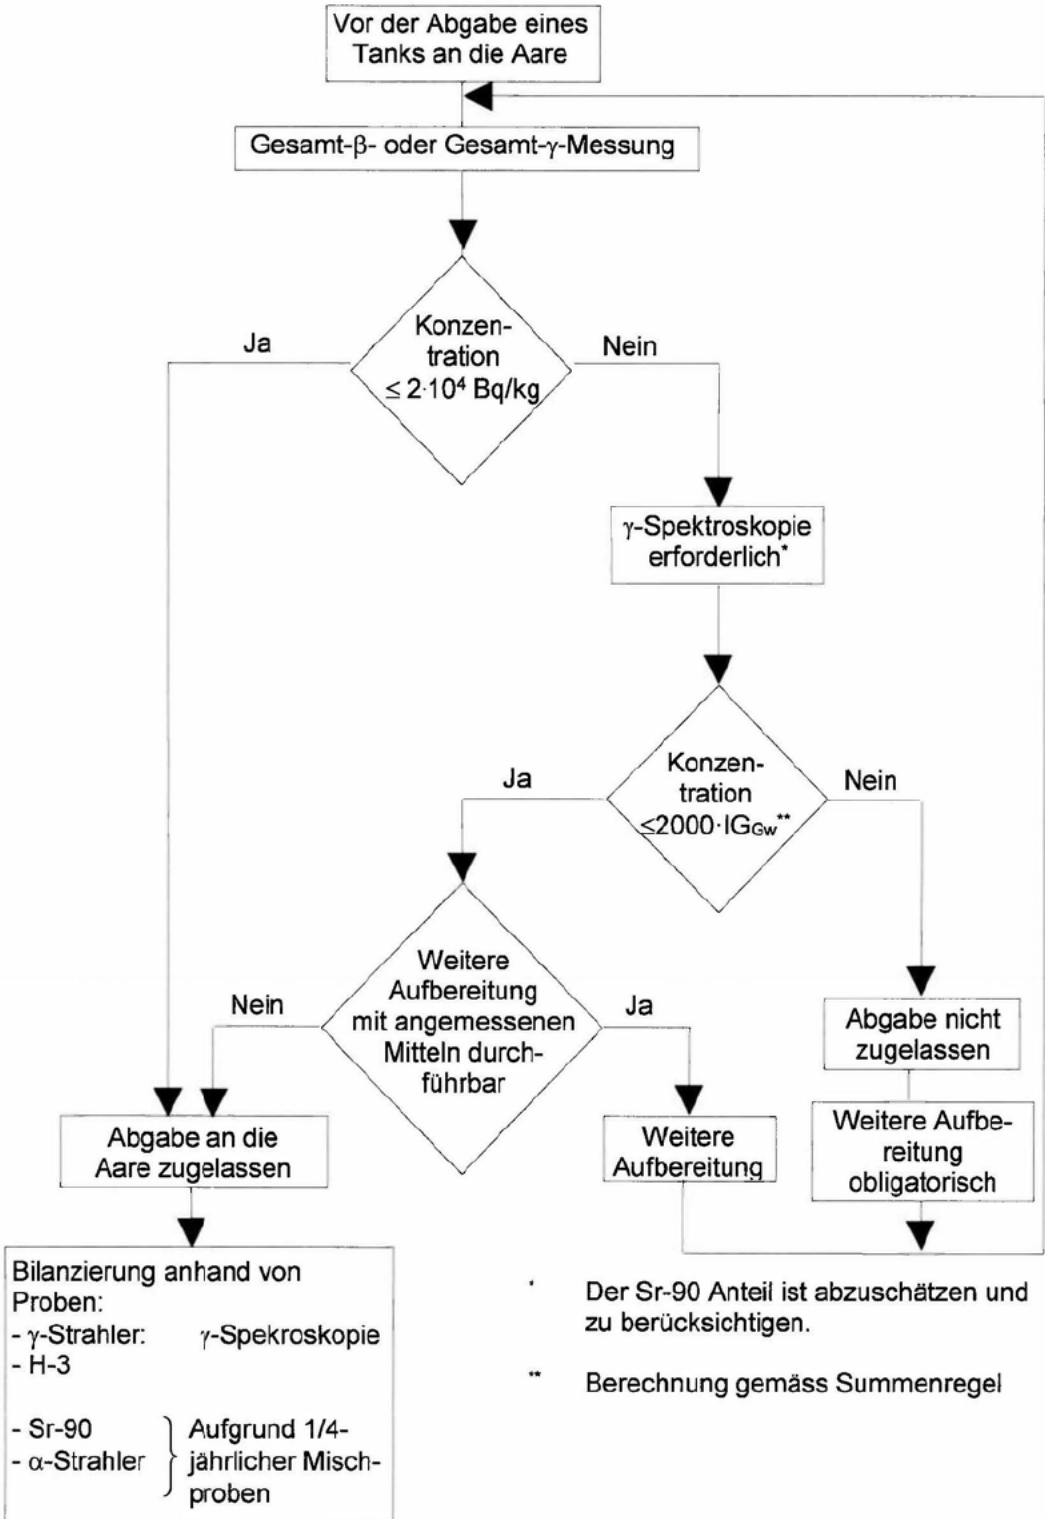 Vor der Abgabe eines
Tanks an die Aare
Gesamt-β- oder Gesamt-γ-Messung
Konzen-
tration
≤ 2·10⁴ Bq/kg
Ja
Nein
γ-Spektroskopie
erforderlich*
Konzen-
tration
≤2000·IG_Gw**
Ja
Nein
Weitere
Aufbereitung
mit angemessenen
Mitteln durch-
führbar
Nein
Ja
Abgabe nicht
zugelassen
Abgabe an die
Aare zugelassen
Weitere
Aufbereitung
Weitere Aufbe-
reitung
obligatorisch
Bilanzierung anhand von
Proben:
- γ-Strahler: γ-Spekroskopie
- H-3
- Sr-90 } Aufgrund 1/4-
- α-Strahler jährlicher Misch-
proben
* Der Sr-90 Anteil ist abzuschätzen und
zu berücksichtigen.
** Berechnung gemäss Summenregel